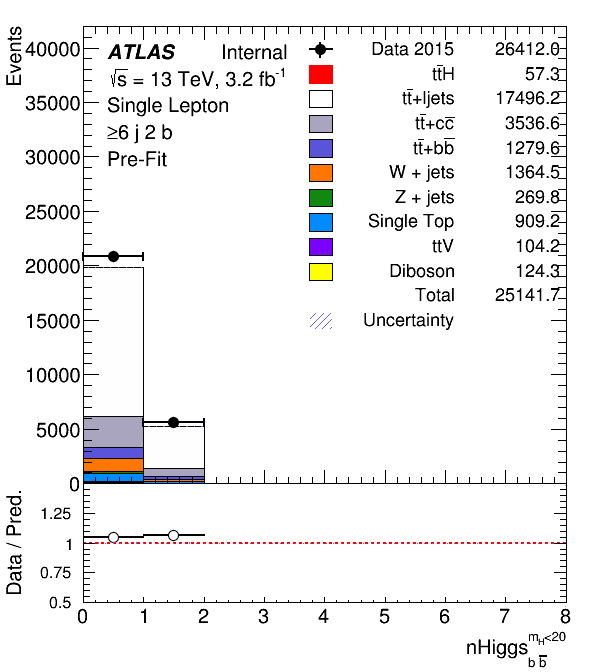 Events
40000
35000
30000
25000
20000
15000
10000
5000
0
ATLAS Internal
√s = 13 TeV, 3.2 fb⁻¹
Single Lepton
≥6 j 2 b
Pre-Fit
Data 2015 26412.0
tt̄H 57.3
tt̄+ljets 17496.2
tt̄+cc̄ 3536.6
tt̄+bb̄ 1279.6
W + jets 1364.5
Z + jets 269.8
Single Top 909.2
ttV 104.2
Diboson 124.3
Total 25141.7
Uncertainty
Data / Pred.
1.25
1
0.75
0.5
0 1 2 3 4 5 6 7 8
nHiggs m_H<20 b b̄